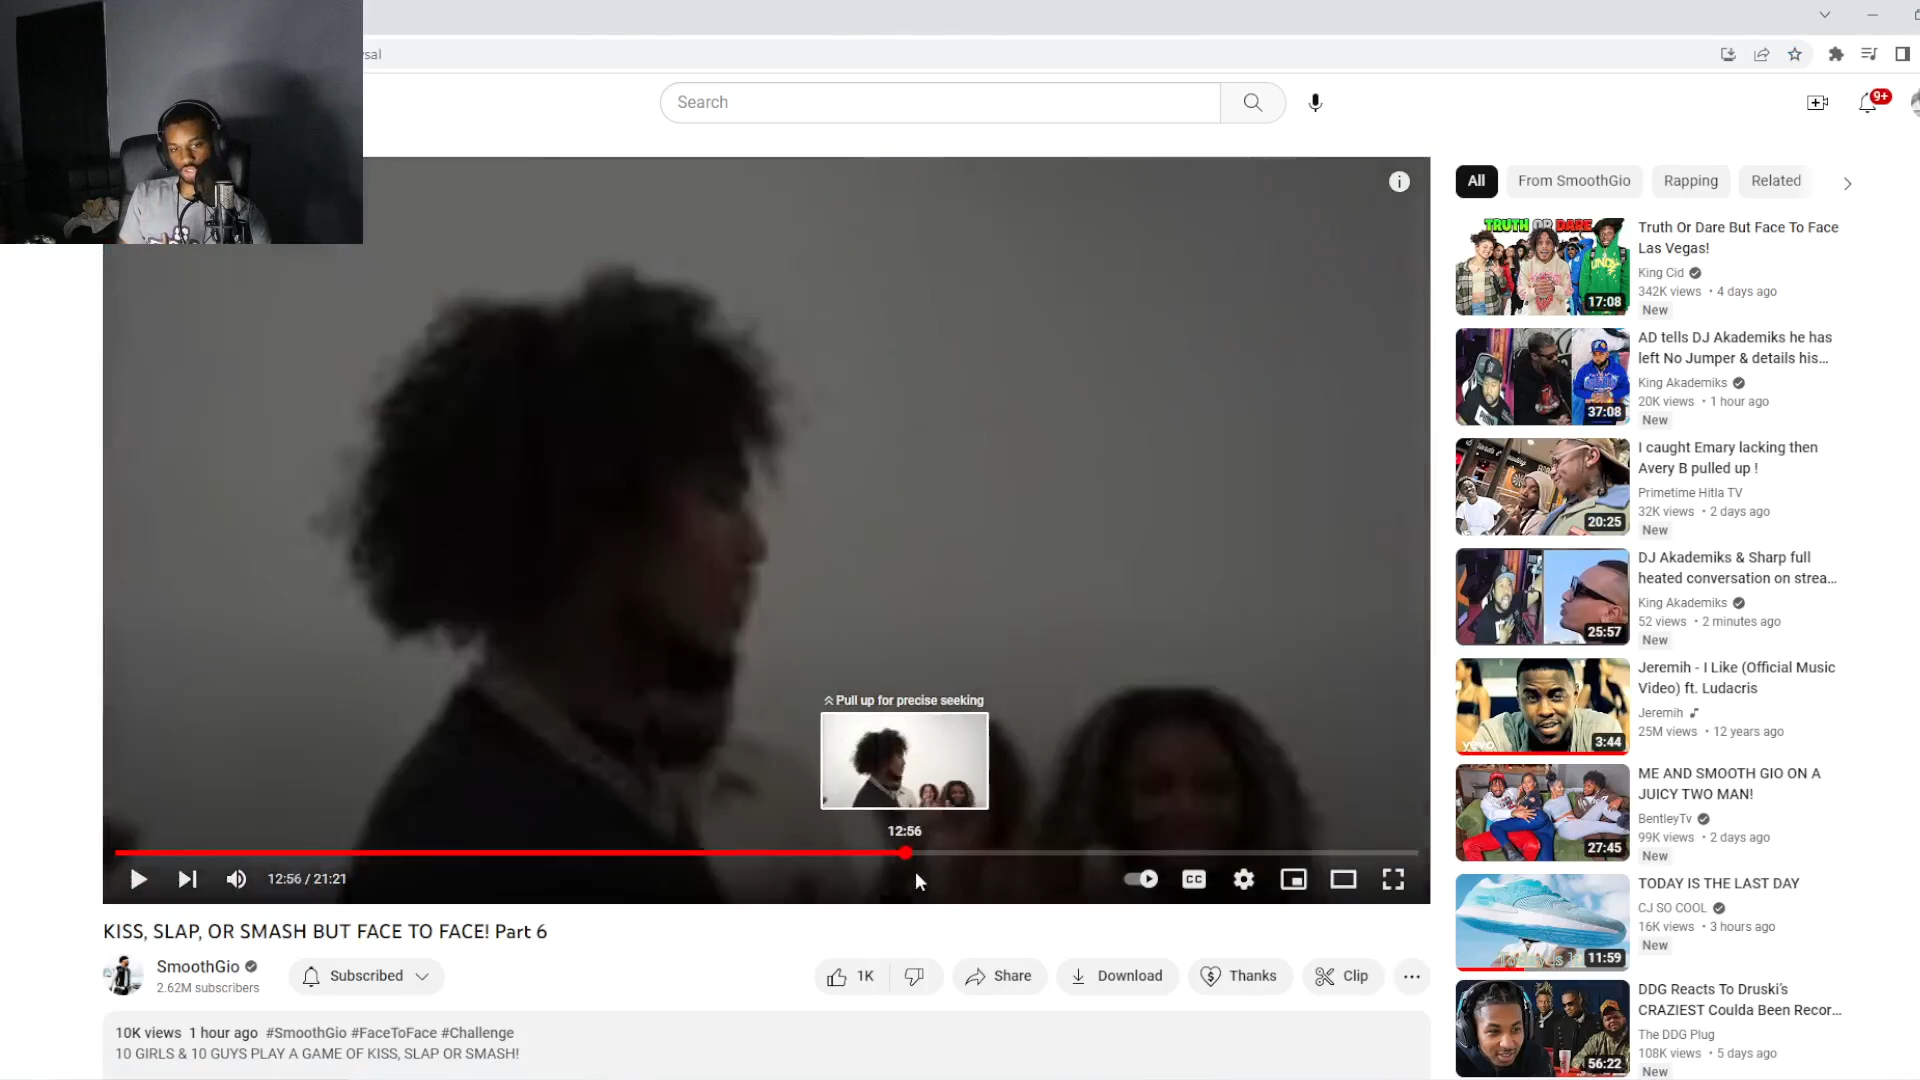 sal
Search
9+
Pull up for precise seeking
12:56
12:56 / 21:21
CC
KISS, SLAP, OR SMASH BUT FACE TO FACE! Part 6
SmoothGio
2.62M subscribers
Subscribed
1K
Share
Download
Thanks
Clip
10K views 1 hour ago #SmoothGio #FaceToFace #Challenge
10 GIRLS & 10 GUYS PLAY A GAME OF KISS, SLAP OR SMASH!
All
From SmoothGio
Rapping
Related
TRUTH OR DARE
17:08
Truth Or Dare But Face To Face
Las Vegas!
King Cid
342K views • 4 days ago
New
37:08
AD tells DJ Akademiks he has
left No Jumper & details his...
King Akademiks
20K views • 1 hour ago
New
20:25
I caught Emary lacking then
Avery B pulled up !
Primetime Hitla TV
32K views • 2 days ago
New
25:57
DJ Akademiks & Sharp full
heated conversation on strea...
King Akademiks
52 views • 2 minutes ago
New
vevo
3:44
Jeremih - I Like (Official Music
Video) ft. Ludacris
Jeremih
25M views • 12 years ago
27:45
ME AND SMOOTH GIO ON A
JUICY TWO MAN!
BentleyTv
99K views • 2 days ago
New
11:59
TODAY IS THE LAST DAY
CJ SO COOL
16K views • 3 hours ago
New
56:22
DDG Reacts To Druski's
CRAZIEST Coulda Been Recor...
The DDG Plug
108K views • 5 days ago
New